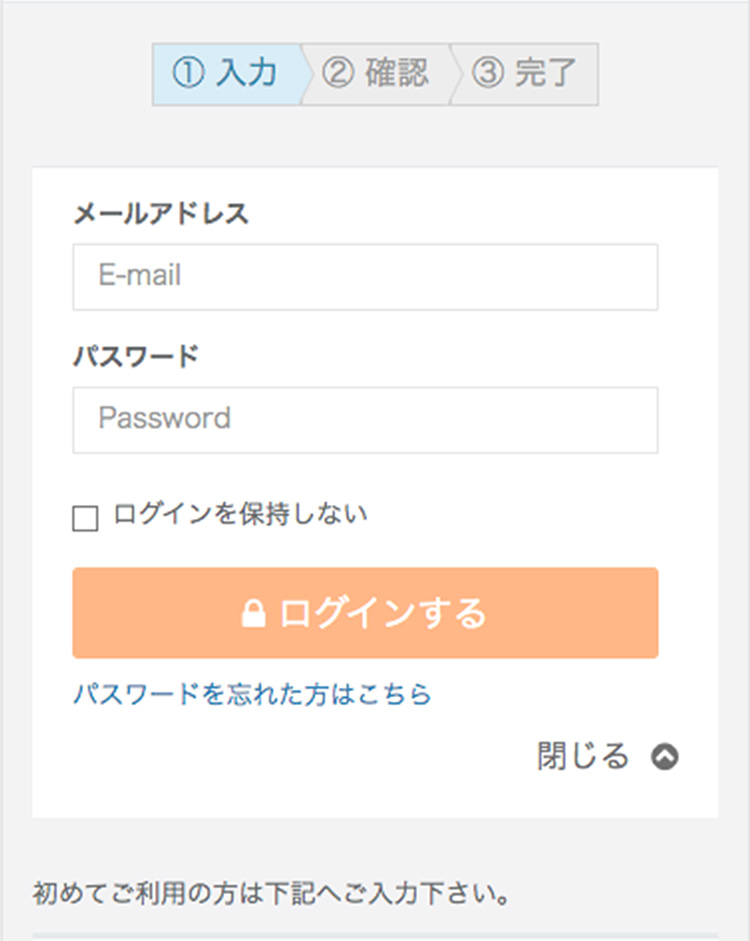 ① 入力 ② 確認 ③ 完了
メールアドレス
E-mail
パスワード
Password
ログインを保持しない
ログインする
パスワードを忘れた方はこちら
閉じる
初めてご利用の方は下記へご入力下さい。